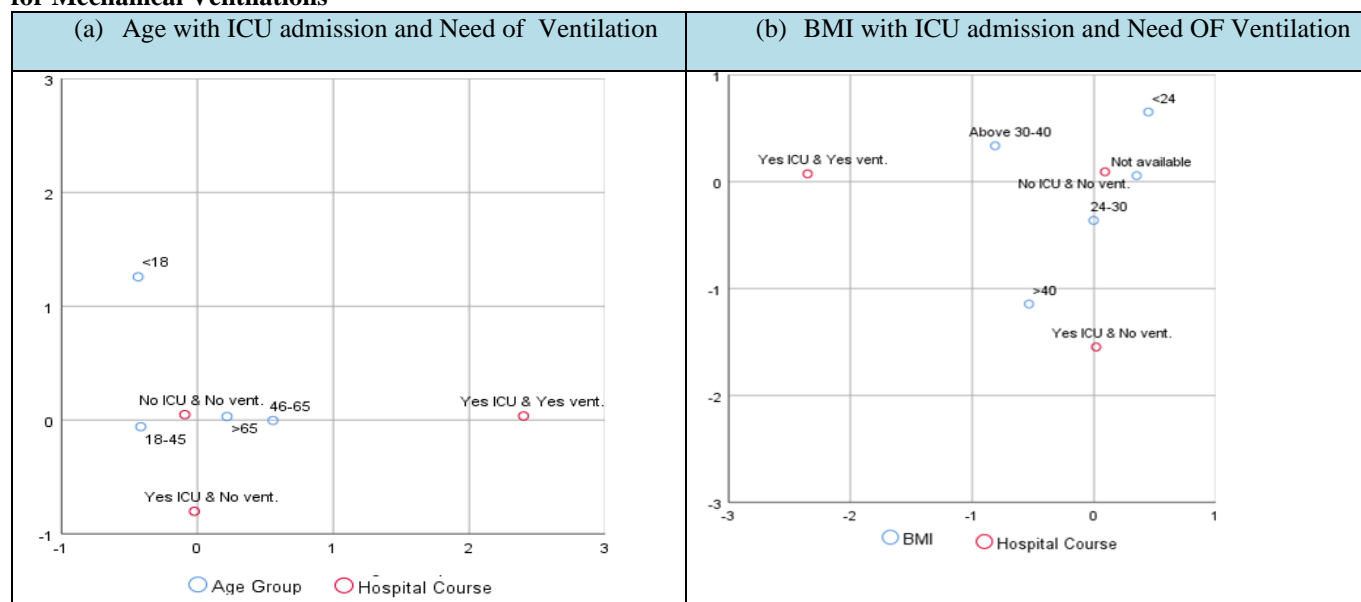 for Mechanical Ventilations
(a) Age with ICU admission and Need of Ventilation
3
2
<18
1
No ICU & No vent.
46-65
Yes ICU & Yes vent.
0
18-45
>65
Yes ICU & No vent.
-1
-1
0
1
2
3
Age Group
Hospital Course
(b) BMI with ICU admission and Need OF Ventilation
1
<24
Above 30-40
Yes ICU & Yes vent.
Not available
0
No ICU & No vent.
24-30
-1
>40
Yes ICU & No vent.
-2
-3
-3
-2
-1
0
1
BMI
Hospital Course